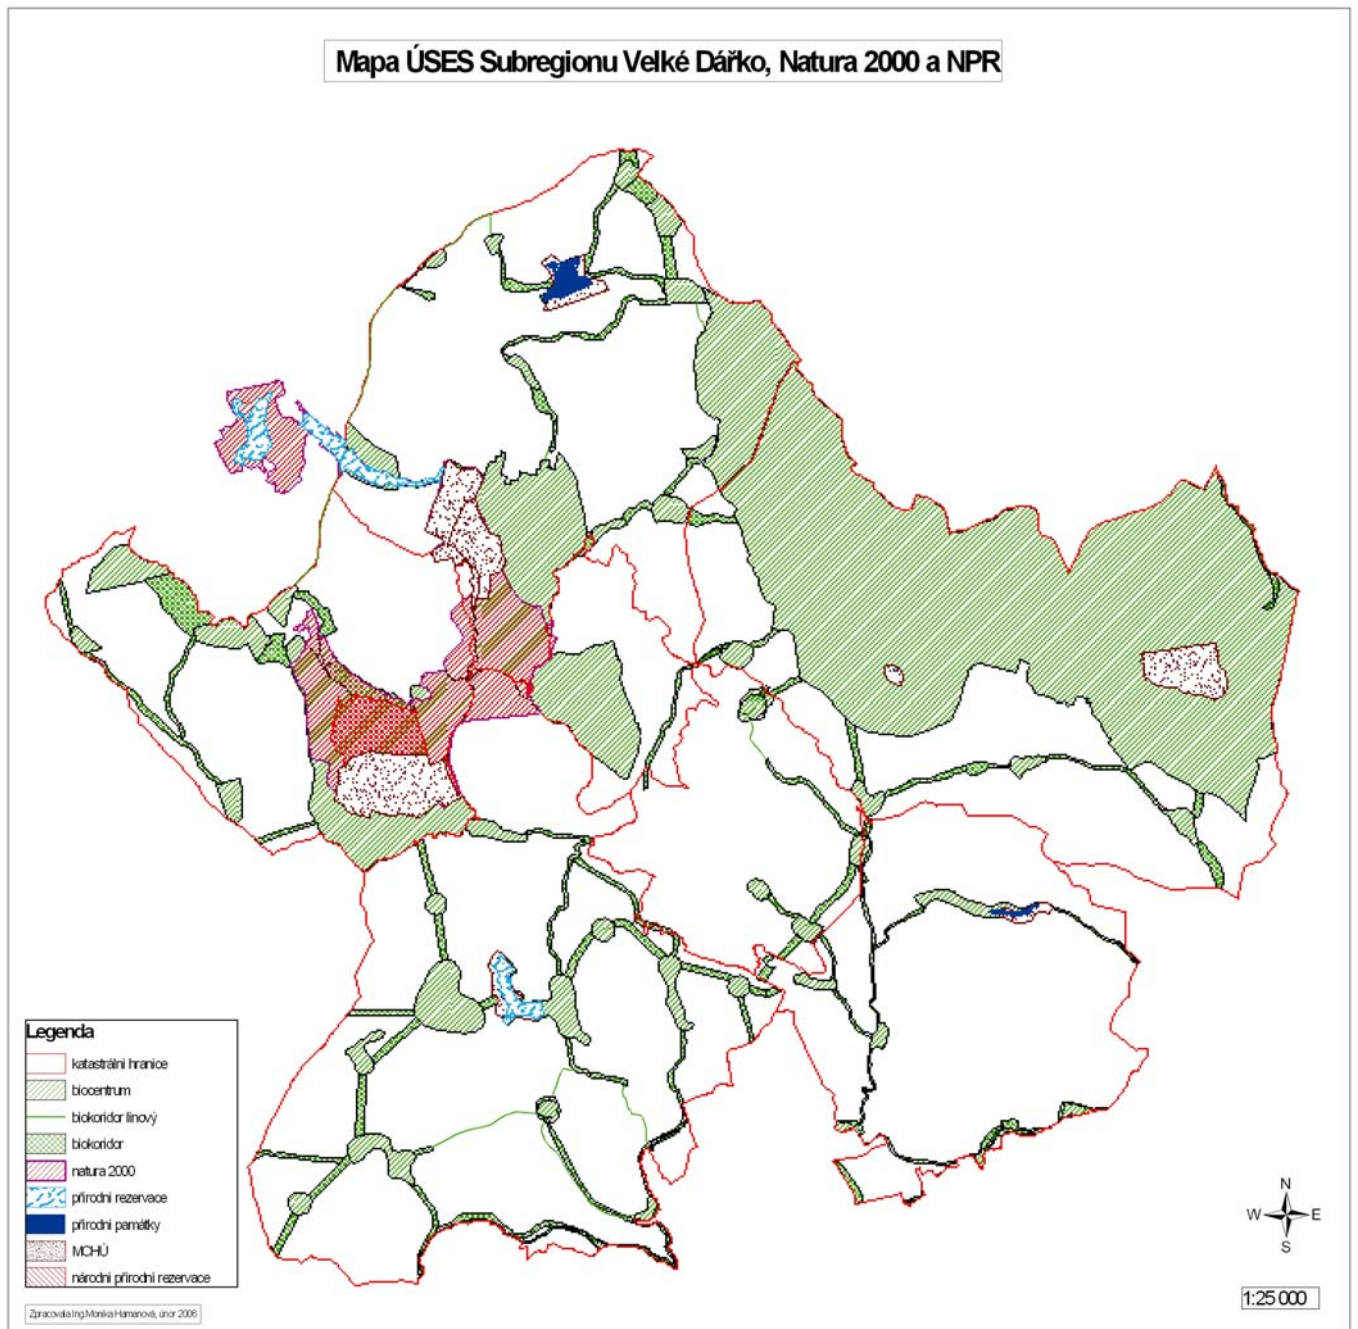 Mapa ÚSES Subregionu Velké Dářko, Natura 2000 a NPR
Legenda
katastrální hranice
biocentrum
biokoridor linový
biokoridor
natura 2000
přírodní rezervace
přírodní památky
MCHÚ
národní přírodní rezervace
Zpracovala Ing.Monika Hamanová, únor 2006
N
W E
S
1:25 000